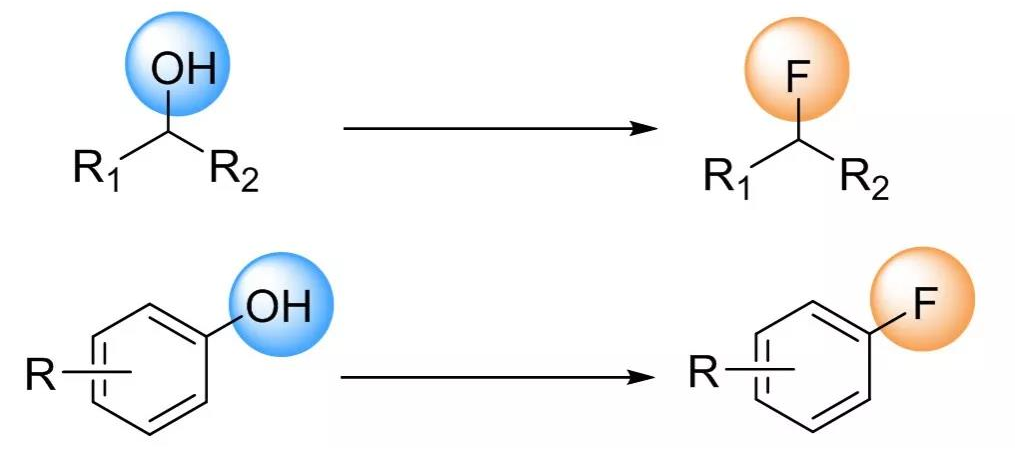 OH F
R1 R2 R1 R2
OH F
R R